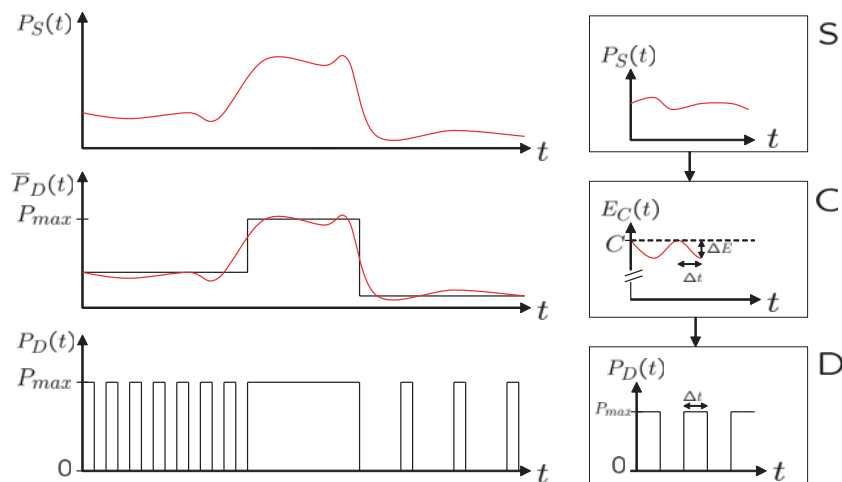 P_S(t)
t
P̅_D(t)
P_max
t
P_D(t)
P_max
0
t
S
P_S(t)
t
C
E_C(t)
C
ΔE
Δt
t
D
P_D(t)
P_max
Δt
0
t